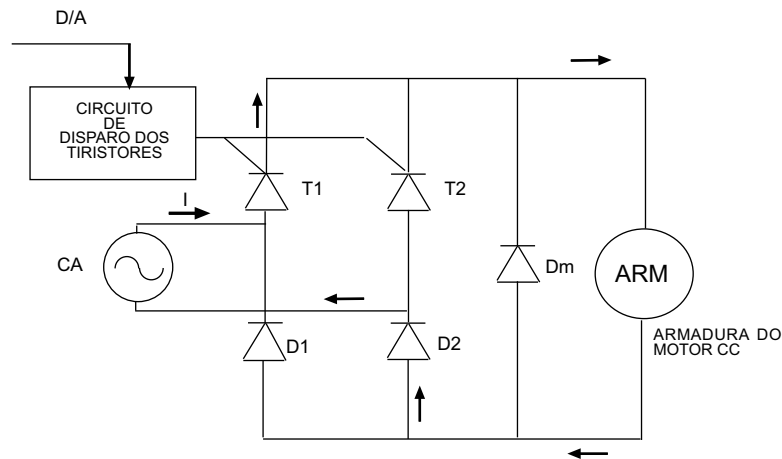 D/A
CIRCUITO
DE
DISPARO DOS
TIRISTORES
T1
T2
I
CA
Dm
ARM
D1
D2
ARMADURA DO
MOTOR CC